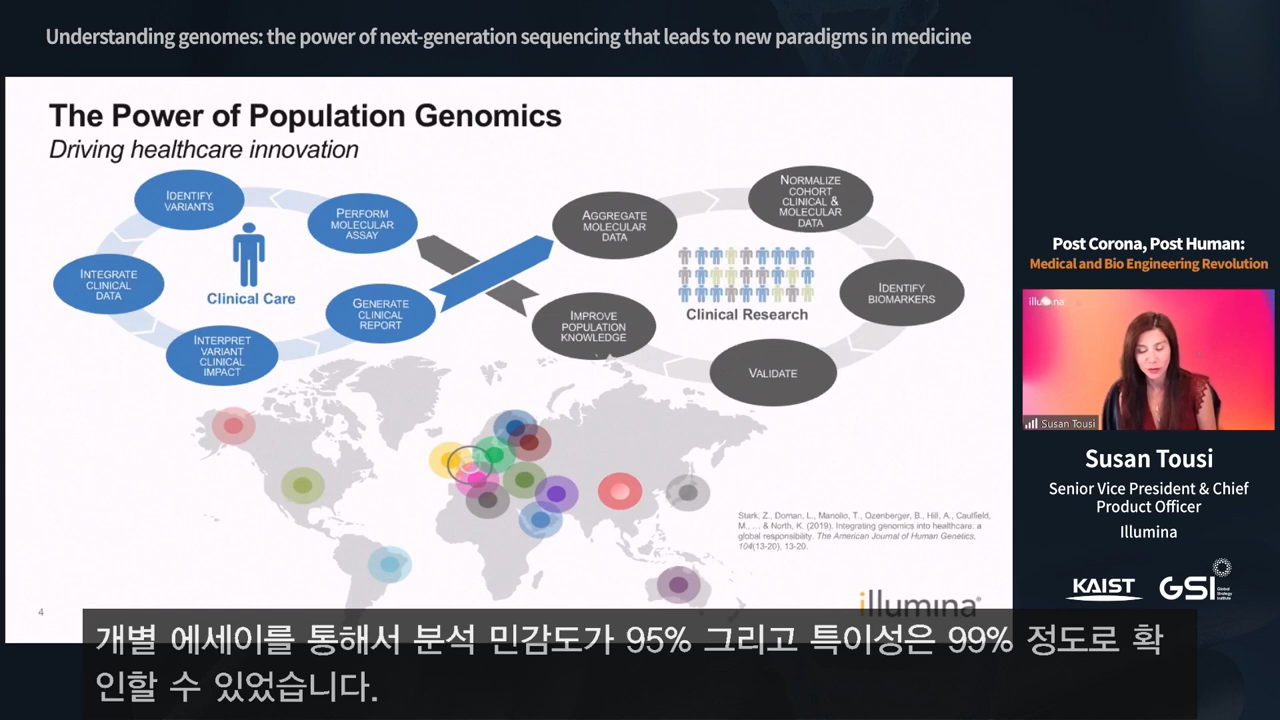 Understanding genomes: the power of next-generation sequencing that leads to new paradigms in medicine
The Power of Population Genomics
Driving healthcare innovation
IDENTIFY
VARIANTS
PERFORM
MOLECULAR
ASSAY
INTEGRATE
CLINICAL
DATA
Clinical Care
GENERATE
CLINICAL
REPORT
INTERPRET
VARIANT
CLINICAL
IMPACT
AGGREGATE
MOLECULAR
DATA
NORMALIZE
COHORT
CLINICAL &
MOLECULAR
DATA
IDENTIFY
BIOMARKERS
Clinical Research
IMPROVE
POPULATION
KNOWLEDGE
VALIDATE
Stark, Z., Doman, L., Manolio, T., Ozenberger, B., Hill, A., Caulfield,
M., ... & North, K. (2019). Integrating genomics into healthcare: a
global responsibility. The American Journal of Human Genetics,
104(13-20), 13-20.
4
illumina®
Post Corona, Post Human:
Medical and Bio Engineering Revolution
illumina
Susan Tousi
Susan Tousi
Senior Vice President & Chief
Product Officer
Illumina
KAIST
GSI
Global
Strategy
Institute
개별 에세이를 통해서 분석 민감도가 95% 그리고 특이성은 99% 정도로 확
인할 수 있었습니다.